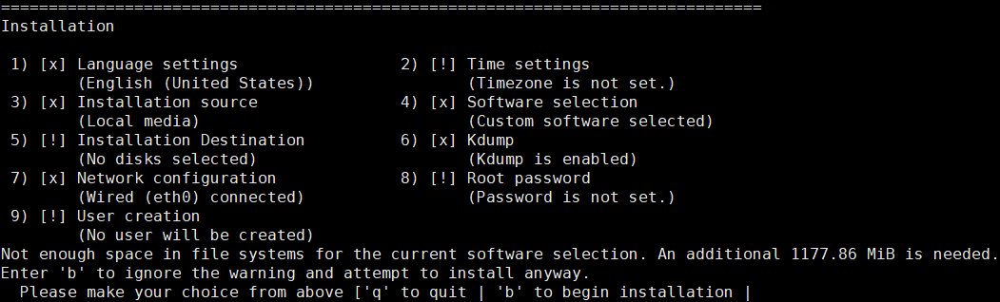 ================================================================================
Installation
1) [x] Language settings                 2) [!] Time settings
       (English (United States))                (Timezone is not set.)
3) [x] Installation source               4) [x] Software selection
       (Local media)                            (Custom software selected)
5) [!] Installation Destination          6) [x] Kdump
       (No disks selected)                      (Kdump is enabled)
7) [x] Network configuration             8) [!] Root password
       (Wired (eth0) connected)                 (Password is not set.)
9) [!] User creation
       (No user will be created)
Not enough space in file systems for the current software selection. An additional 1177.86 MiB is needed.
Enter 'b' to ignore the warning and attempt to install anyway.
  Please make your choice from above ['q' to quit | 'b' to begin installation |